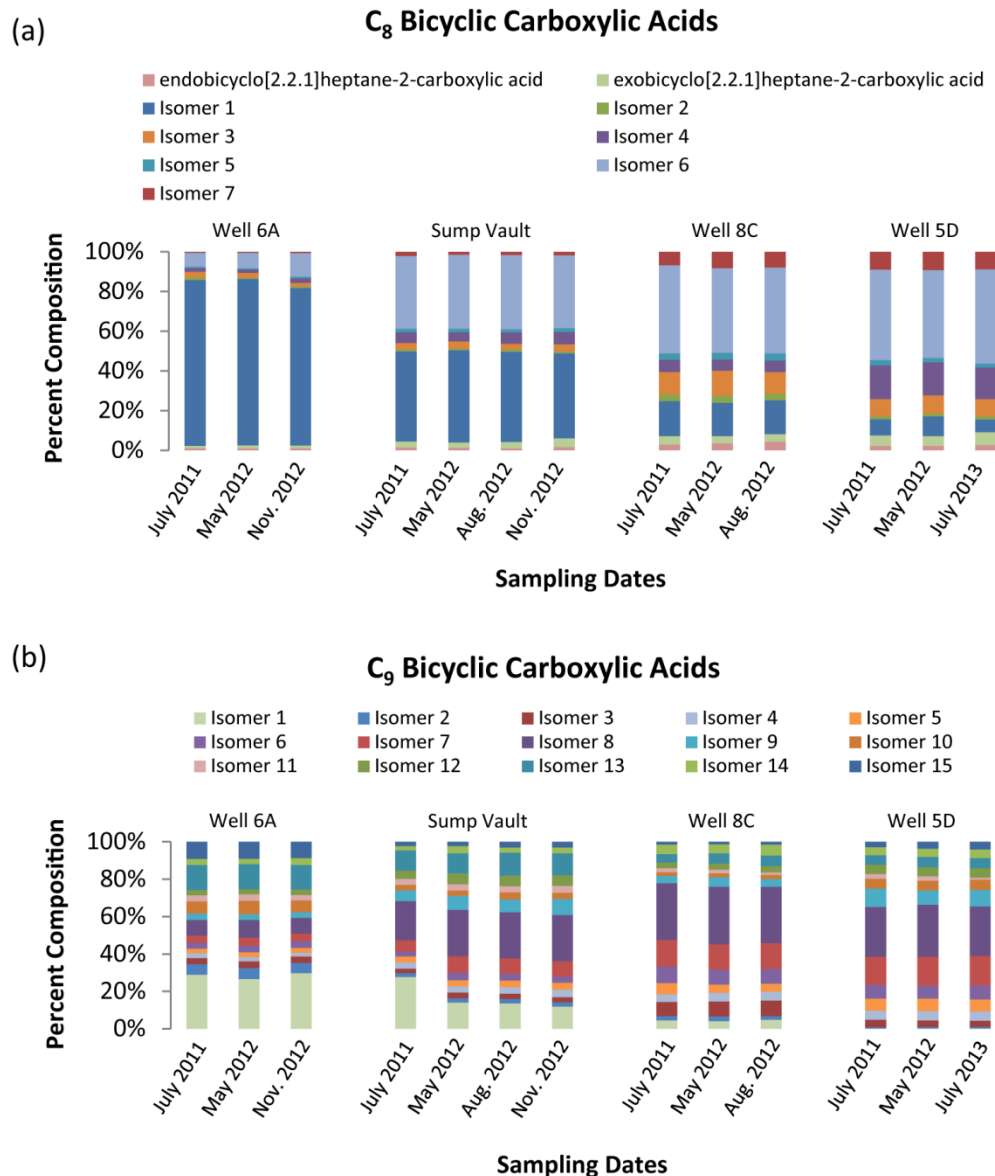 (a)
C8 Bicyclic Carboxylic Acids
endobicyclo[2.2.1]heptane-2-carboxylic acid exobicyclo[2.2.1]heptane-2-carboxylic acid
Isomer 1 Isomer 2
Isomer 3 Isomer 4
Isomer 5 Isomer 6
Isomer 7
Well 6A Sump Vault Well 8C Well 5D
Percent Composition
100%
80%
60%
40%
20%
0%
July 2011 May 2012 Nov. 2012 July 2011 May 2012 Aug. 2012 Nov. 2012 July 2011 May 2012 Aug. 2012 July 2011 May 2012 July 2013
Sampling Dates
(b)
C9 Bicyclic Carboxylic Acids
Isomer 1 Isomer 2 Isomer 3 Isomer 4 Isomer 5
Isomer 6 Isomer 7 Isomer 8 Isomer 9 Isomer 10
Isomer 11 Isomer 12 Isomer 13 Isomer 14 Isomer 15
Well 6A Sump Vault Well 8C Well 5D
Percent Composition
100%
80%
60%
40%
20%
0%
July 2011 May 2012 Nov. 2012 July 2011 May 2012 Aug. 2012 Nov. 2012 July 2011 May 2012 Aug. 2012 July 2011 May 2012 July 2013
Sampling Dates